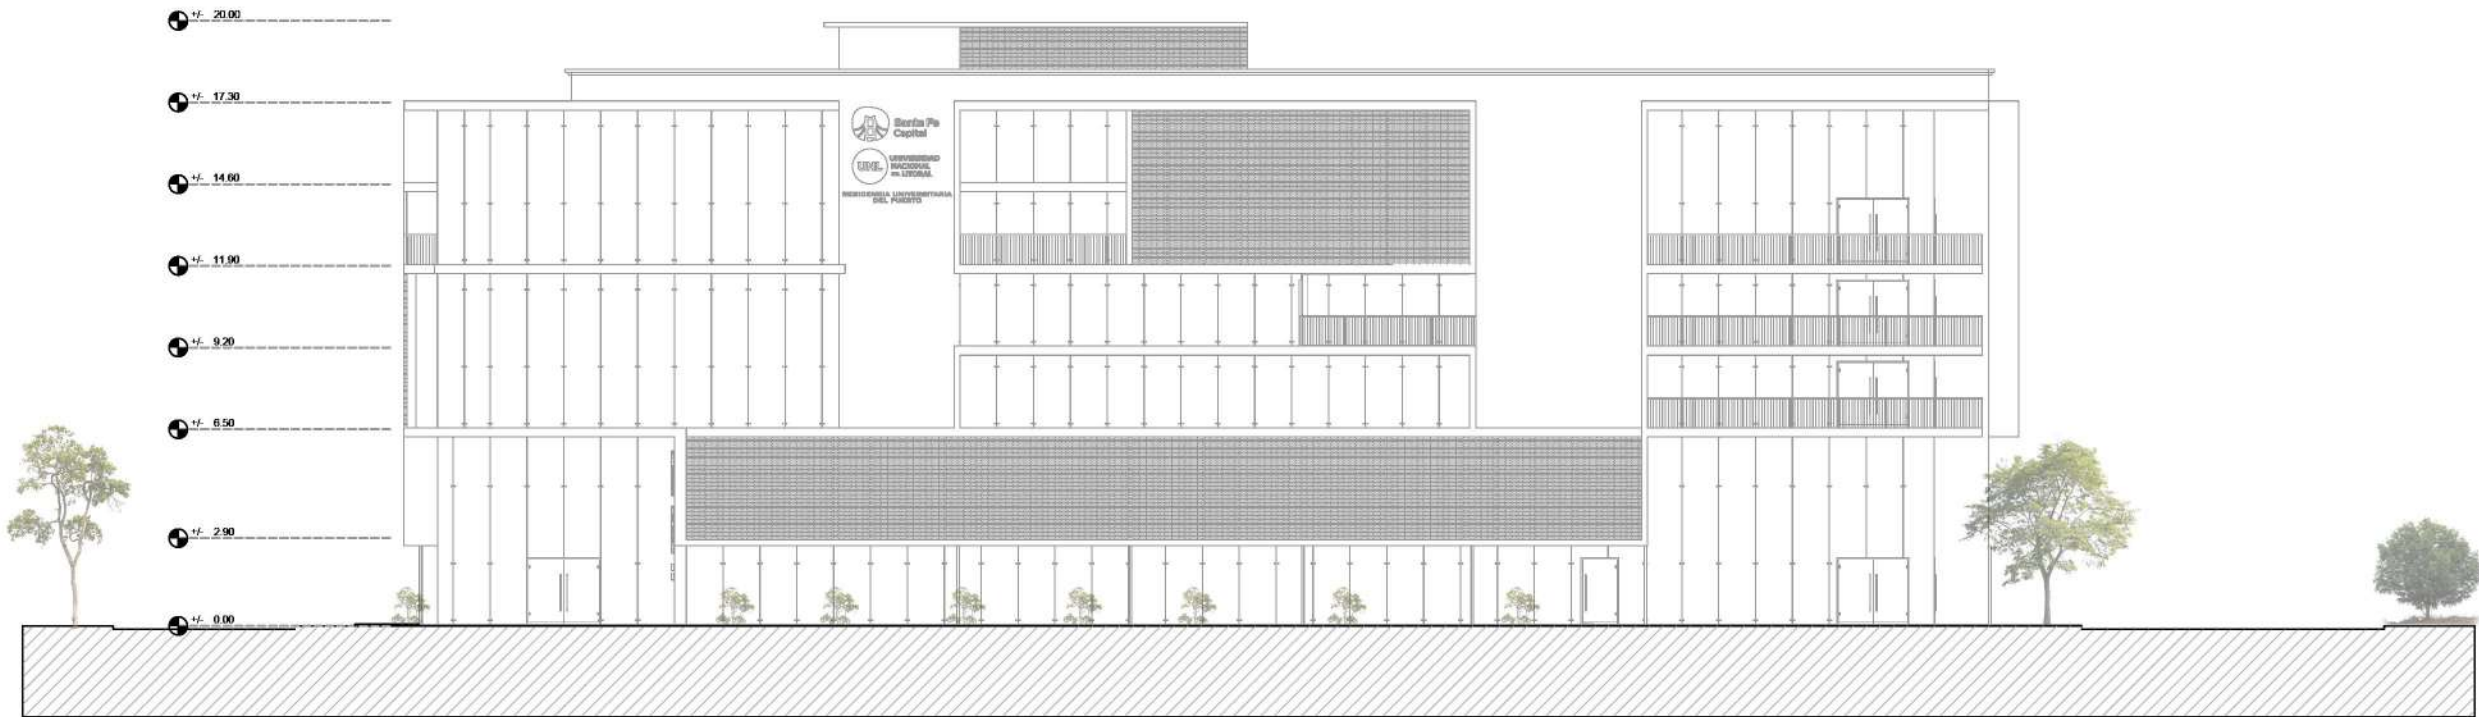 +/- 20.00
+/- 17.30
Santa Fe
Capital
UNL
UNIVERSIDAD
NACIONAL
DEL LITORAL
+/- 14.60
RESIDENCIA UNIVERSITARIA
DEL PUERTO
+/- 11.90
+/- 9.20
+/- 6.50
+/- 2.90
+/- 0.00